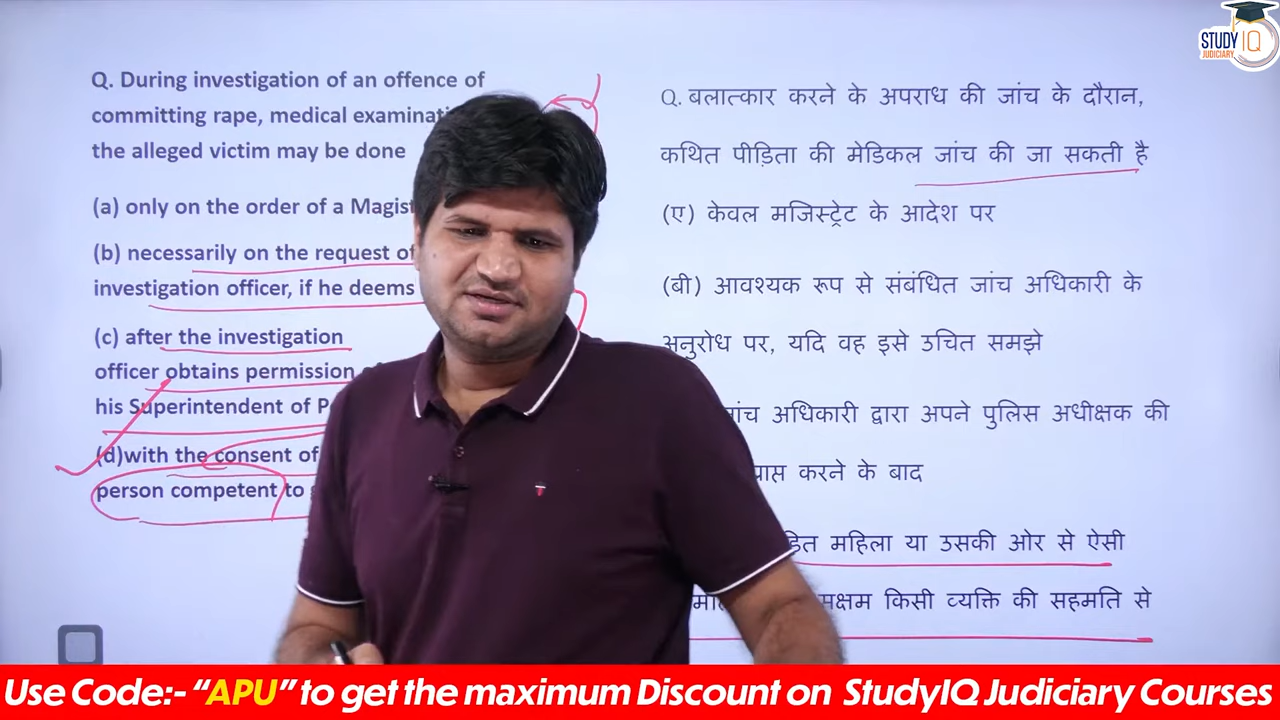 Q. During investigation of an offence of
committing rape, medical
the alleged victim may be done
(a) only on the order of a
(b) necessarily on the request of
investigation officer, if he deems
(c) after the investigation
officer obtains permission
his Superintendent of
(d)with the consent of
person competent to
Q. बलात्कार करने के अपराध की जांच के दौरान,
कथित पीड़िता की मेडिकल जांच की जा सकती है
(ए) केवल मजिस्ट्रेट के आदेश पर
(बी) आवश्यक रूप से संबंधित जांच अधिकारी के
अनुरोध पर, यदि वह इसे उचित समझे
अधिकारी द्वारा अपने पुलिस अधीक्षक की
करने के बाद
महिला या उसकी ओर से ऐसी
किसी व्यक्ति की सहमति से
STUDY IQ
JUDICIARY
Use Code:- “APU” to get the maximum Discount on StudyIQ Judiciary Courses